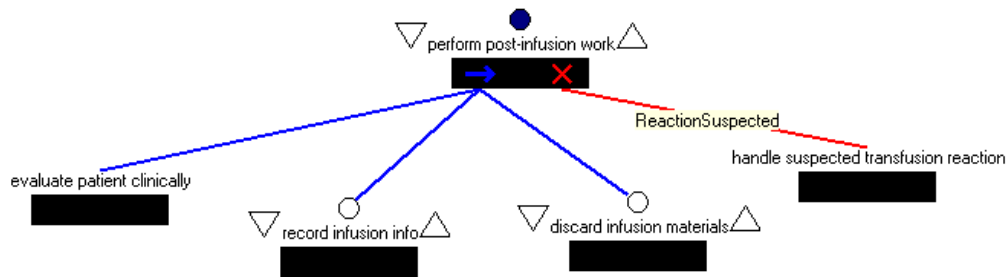 perform post-infusion work
ReactionSuspected
handle suspected transfusion reaction
evaluate patient clinically
record infusion info
discard infusion materials